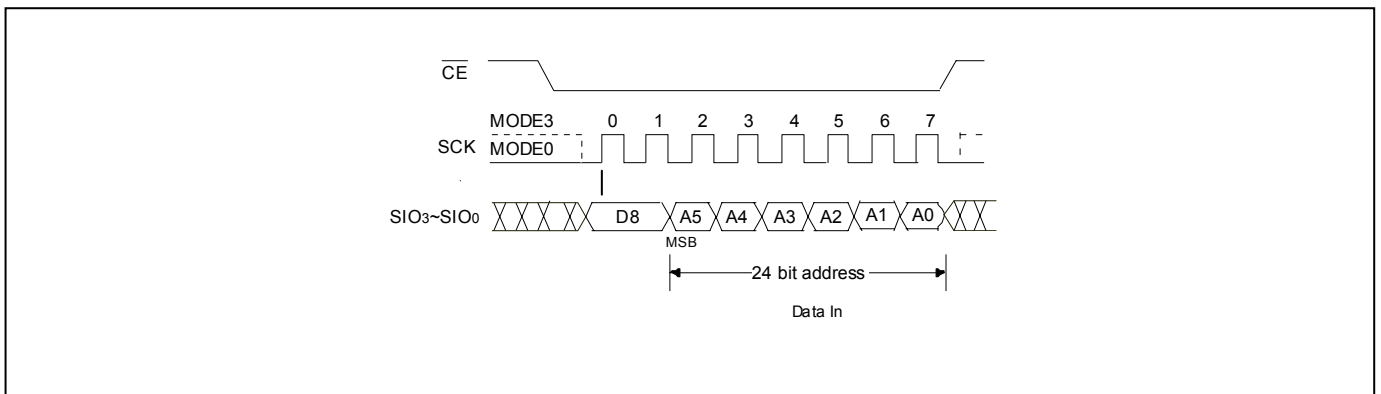 CE
MODE3 0 1 2 3 4 5 6 7
SCK MODE0
SIO3~SIO0 D8 A5 A4 A3 A2 A1 A0
MSB
24 bit address
Data In